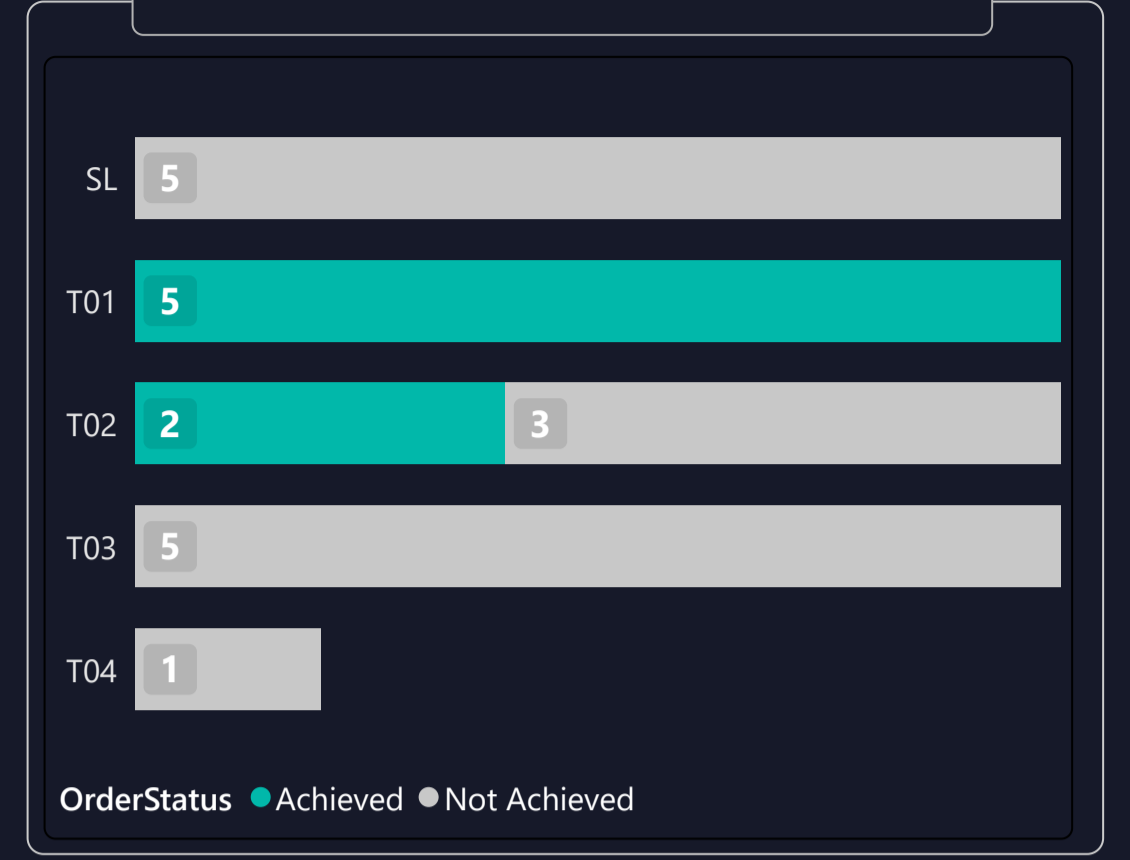 SL 5
T01 5
T02 2 3
T03 5
T04 1
OrderStatus Achieved Not Achieved